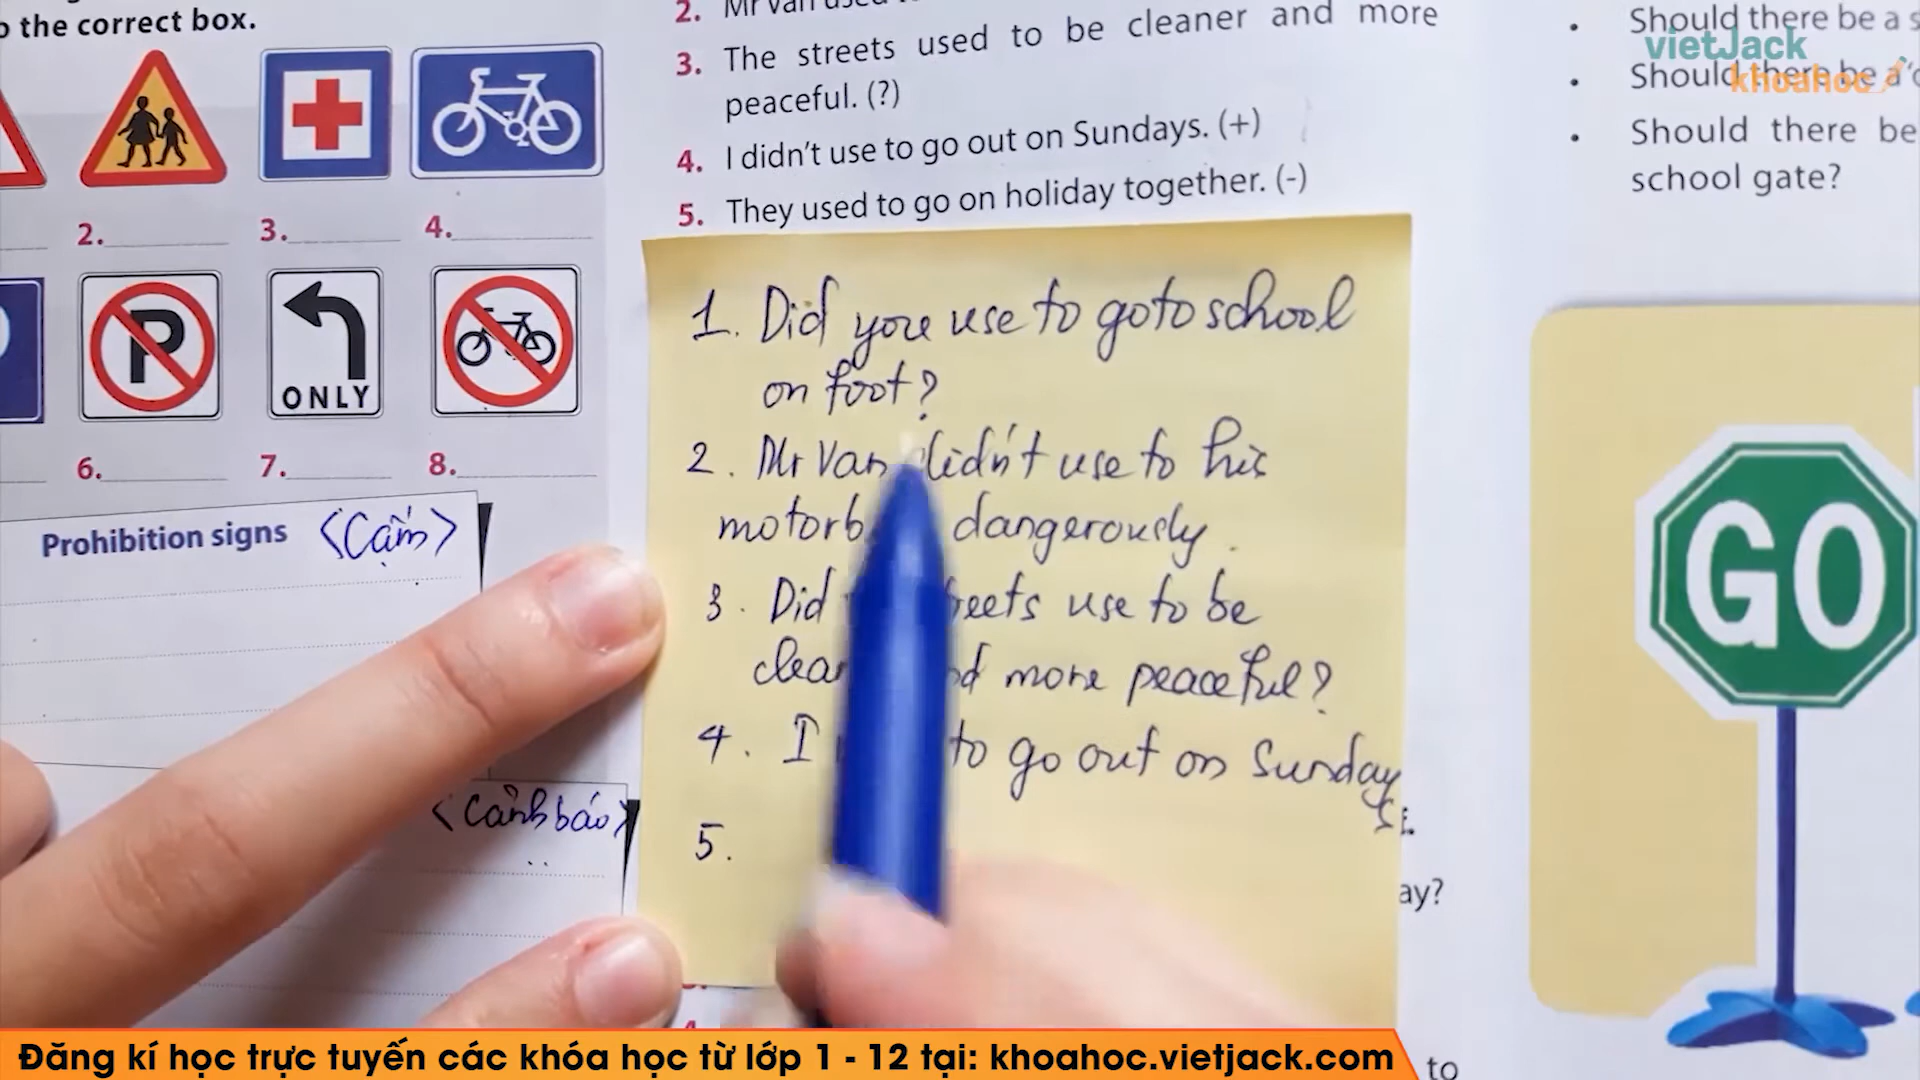 the correct box.
2. Mr Van used
3. The streets used to be cleaner and more
peaceful. (?)
4. I didn't use to go out on Sundays. (+)
5. They used to go on holiday together. (-)
2.
3.
4.
P
ONLY
6.
7.
8.
Prohibition signs <Cấm>
<Cảnh báo>
1. Did you use to go to school
on foot?
2. Mr Van didn't use to his
dangerously.
3. Did use to be
more peaceful?
4. I to go out on Sundays
5.
ay?
to
Should there be a
Should there be a
Should there be
school gate?
vietJack
khoahoc
GO
Đăng kí học trực tuyến các khóa học từ lớp 1 - 12 tại: khoahoc.vietjack.com